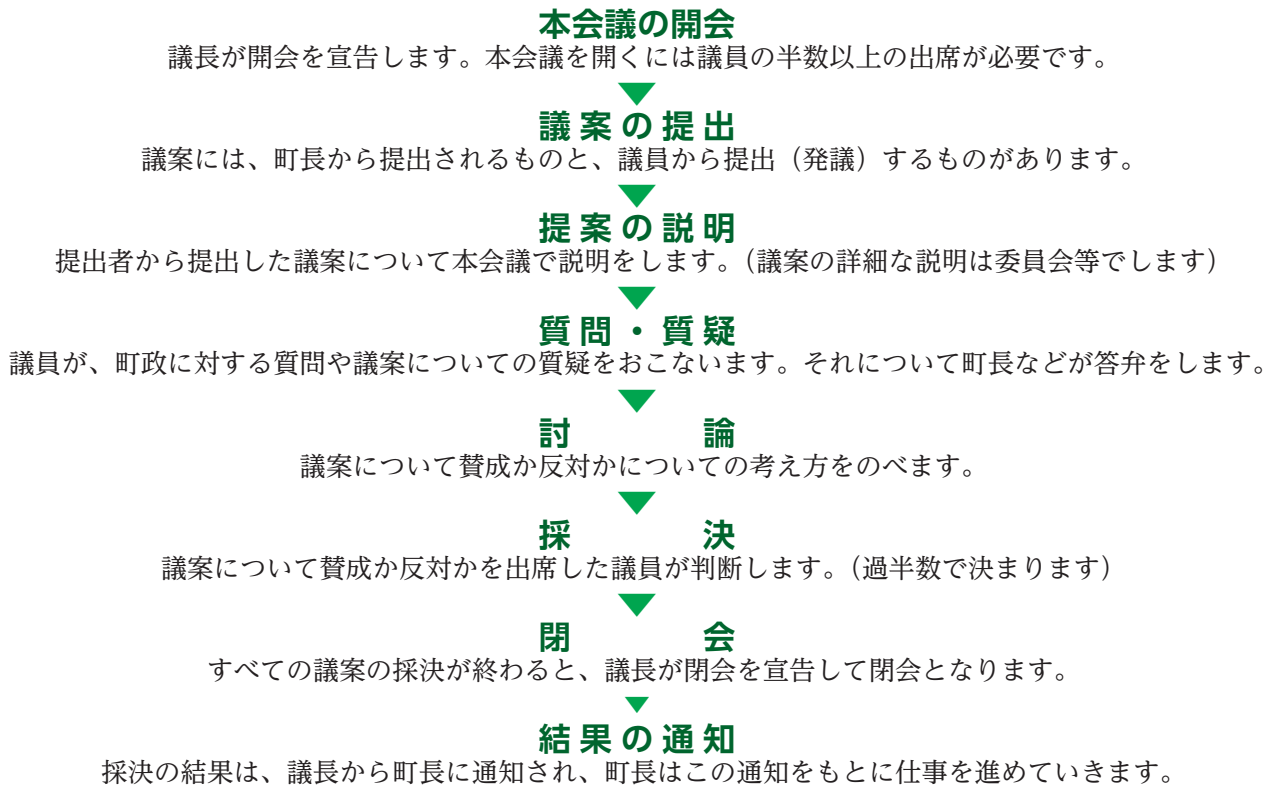 本会議の開会
議長が開会を宣告します。本会議を開くには議員の半数以上の出席が必要です。
議案の提出
議案には、町長から提出されるものと、議員から提出（発議）するものがあります。
提案の説明
提出者から提出した議案について本会議で説明をします。（議案の詳細な説明は委員会等でします）
質問・質疑
議員が、町政に対する質問や議案についての質疑をおこないます。それについて町長などが答弁をします。
討論
議案について賛成か反対かについての考え方をのべます。
採決
議案について賛成か反対かを出席した議員が判断します。（過半数で決まります）
閉会
すべての議案の採決が終わると、議長が閉会を宣告して閉会となります。
結果の通知
採決の結果は、議長から町長に通知され、町長はこの通知をもとに仕事を進めていきます。